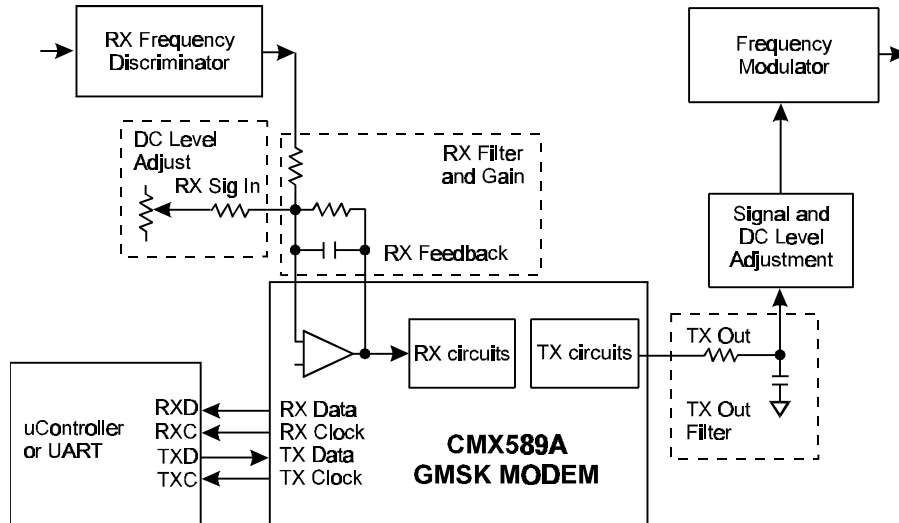 RX Frequency
Discriminator
Frequency
Modulator
DC Level
Adjust
RX Sig In
RX Filter
and Gain
RX Feedback
Signal and
DC Level
Adjustment
RX circuits
TX circuits
TX Out
TX Out
Filter
uController
or UART
RXD
RXC
TXD
TXC
RX Data
RX Clock
TX Data
TX Clock
CMX589A
GMSK MODEM